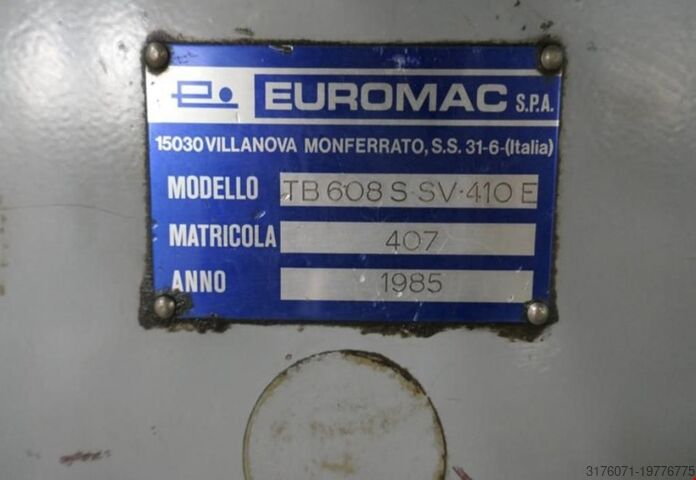 EUROMAC S.P.A.
15030 VILLANOVA MONFERRATO, S.S. 31-6-(Italia)
MODELLO TB 608 S·SV·410 E
MATRICOLA 407
ANNO 1985
3176071-19776775